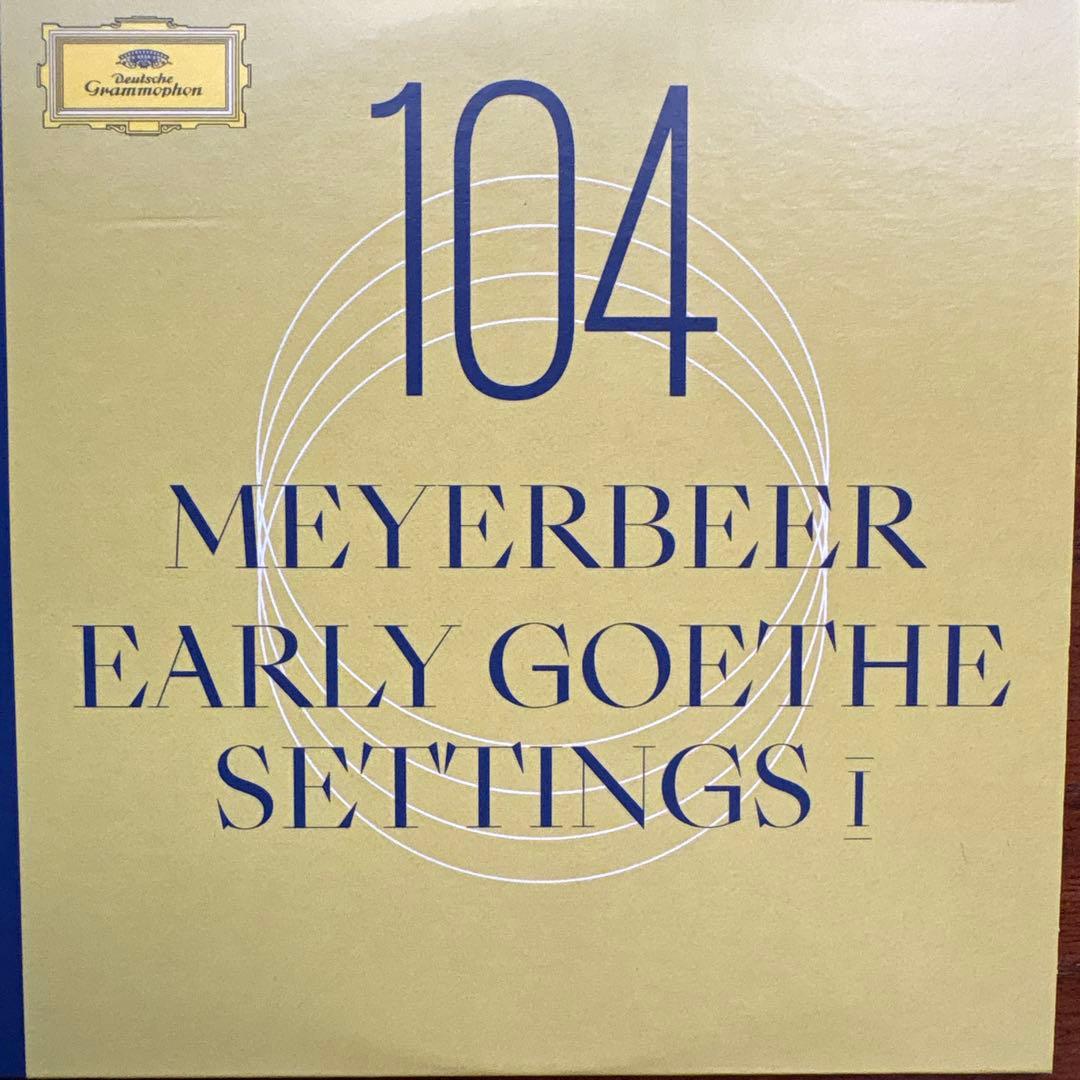 Deutsche
Grammophon
104
MEYERBEER
EARLY GOETHE
SETTINGS I